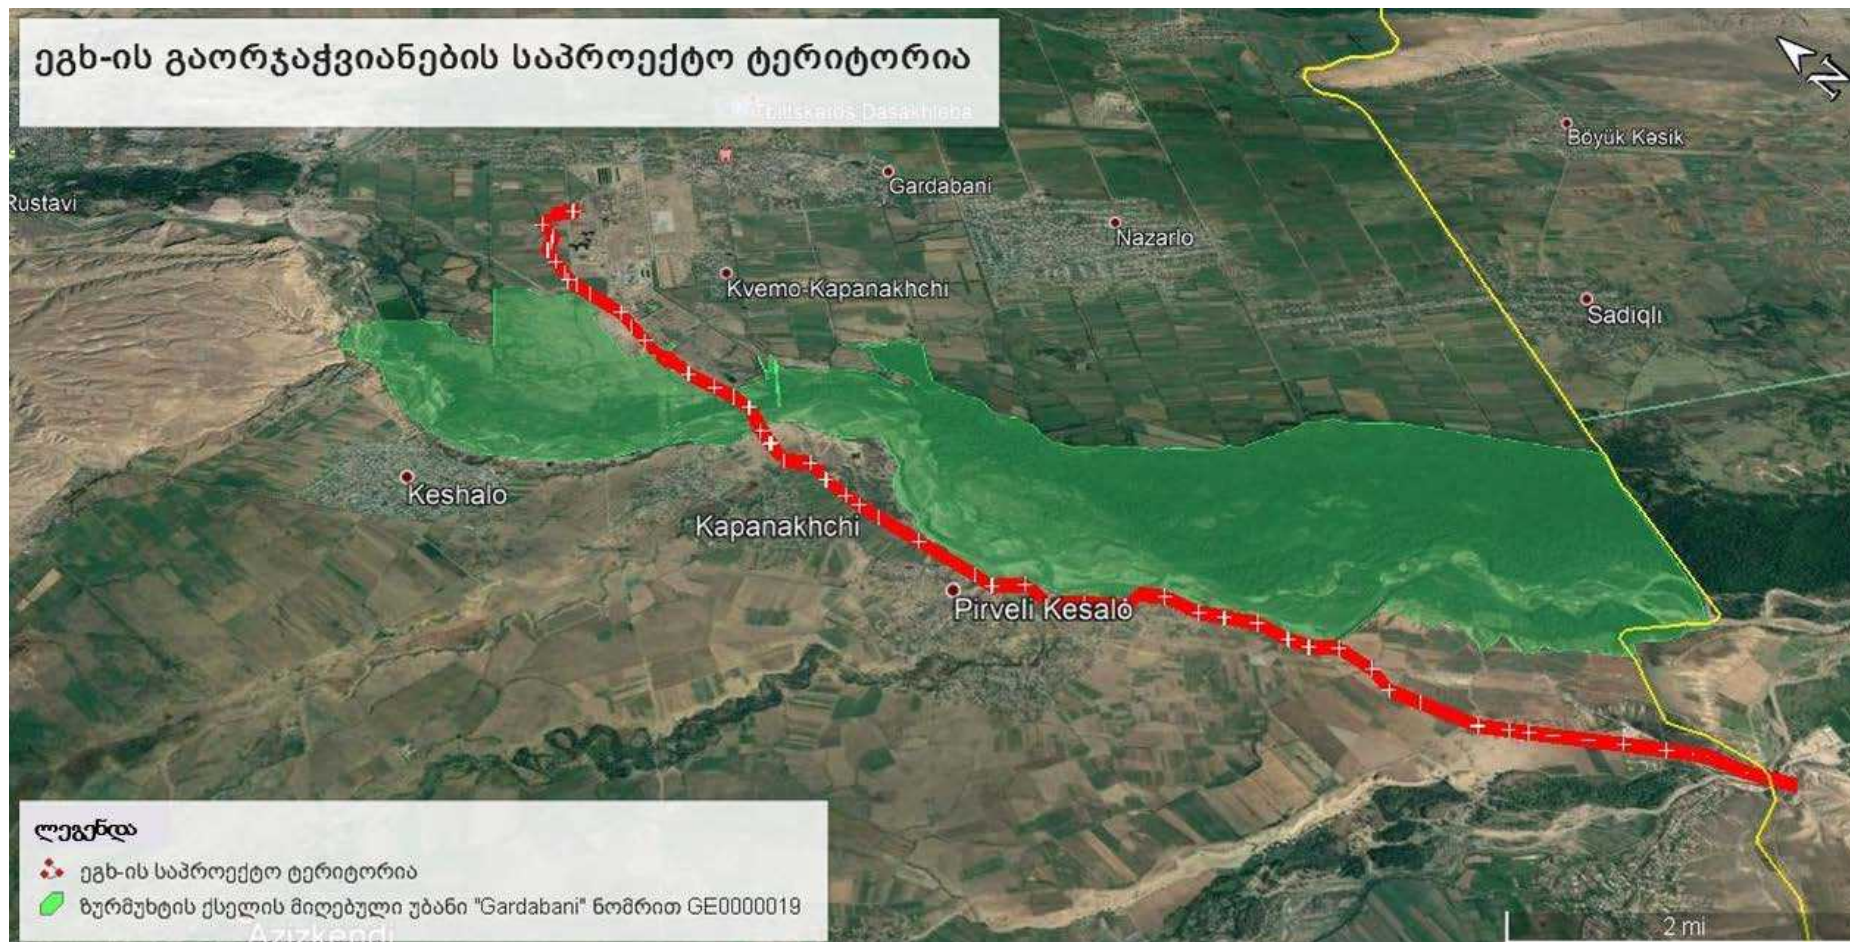 ეგხ-ის გაორჯაჭვიანების საპროექტო ტერიტორია
N
Böyük Kəsik
Rustavi
Gardabani
Nazarlo
Kvemo-Kapanakhchi
Sadıqlı
Keshalo
Kapanakhchi
Pirveli Kesalo
ლეგენდა
ეგხ-ის საპროექტო ტერიტორია
ზურმუხტის ქსელის მიღებული უბანი "Gardabani" ნომრით GE0000019
Azizkendi
2 mi